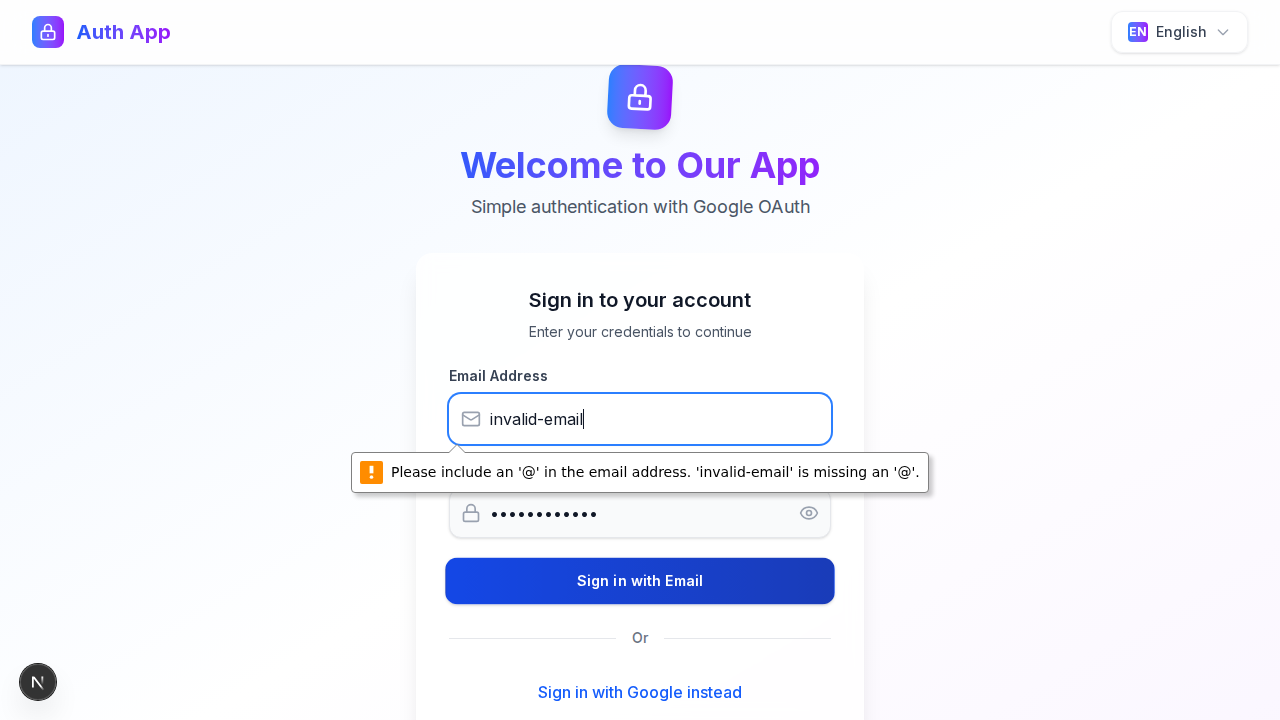 Auth App
EN English
Welcome to Our App
Simple authentication with Google OAuth
Sign in to your account
Enter your credentials to continue
Email Address
invalid-email
Please include an '@' in the email address. 'invalid-email' is missing an '@'.
••••••••••••
Sign in with Email
Or
Sign in with Google instead
N